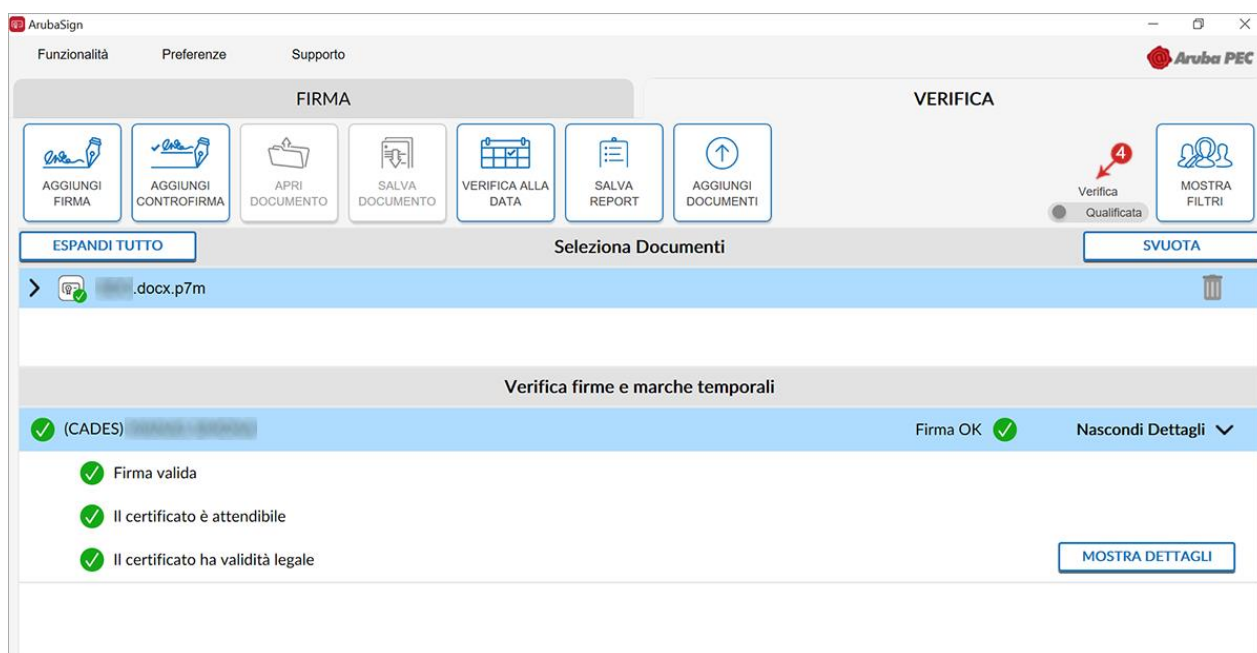 ArubaSign
Funzionalità Preferenze Supporto
Aruba PEC
FIRMA VERIFICA
AGGIUNGI
FIRMA
AGGIUNGI
CONTROFIRMA
APRI
DOCUMENTO
SALVA
DOCUMENTO
VERIFICA ALLA
DATA
SALVA
REPORT
AGGIUNGI
DOCUMENTI
4
Verifica
Qualificata
MOSTRA
FILTRI
ESPANDI TUTTO Seleziona Documenti SVUOTA
.docx.p7m
Verifica firme e marche temporali
(CADES) Firma OK Nascondi Dettagli
Firma valida
Il certificato è attendibile
Il certificato ha validità legale MOSTRA DETTAGLI